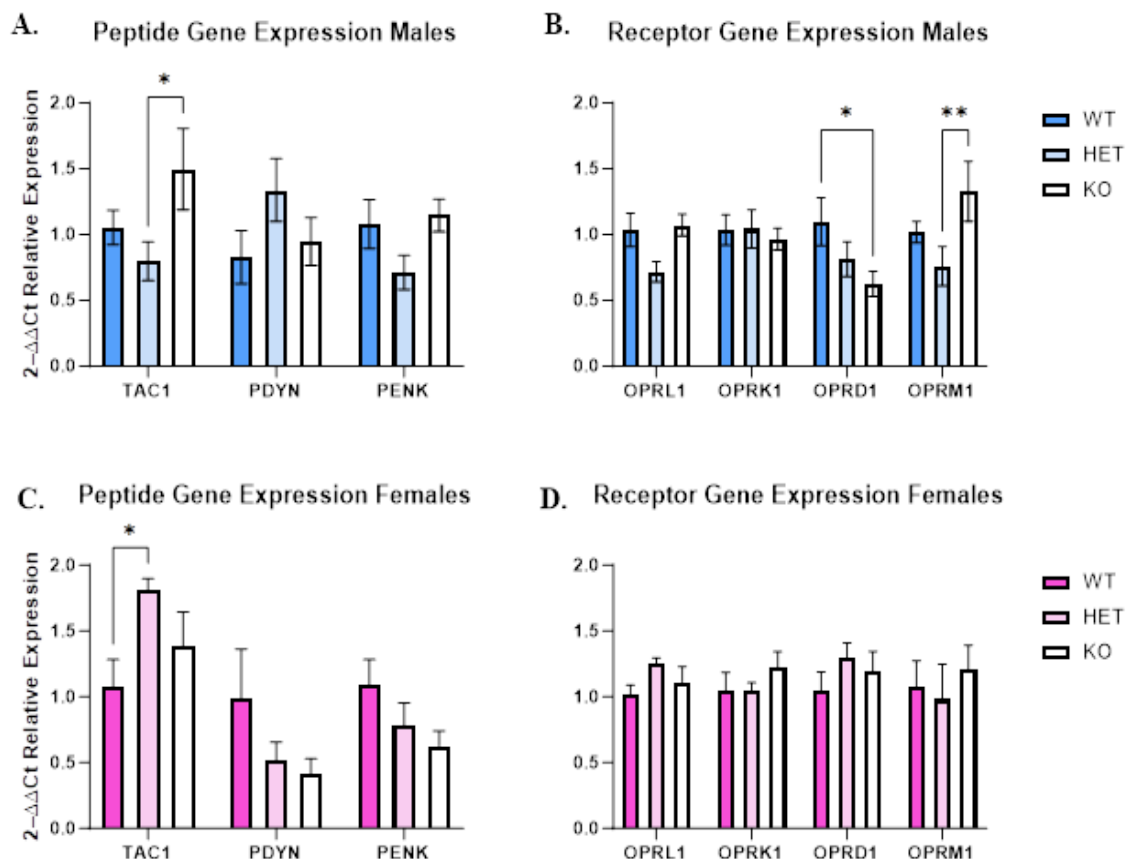 A. Peptide Gene Expression Males
2–ΔΔCt Relative Expression
2.0
1.5
1.0
0.5
0.0
*
TAC1 PDYN PENK
B. Receptor Gene Expression Males
2.0
1.5
1.0
0.5
0.0
* **
OPRL1 OPRK1 OPRD1 OPRM1
WT
HET
KO
C. Peptide Gene Expression Females
2–ΔΔCt Relative Expression
2.0
1.5
1.0
0.5
0.0
*
TAC1 PDYN PENK
D. Receptor Gene Expression Females
2.0
1.5
1.0
0.5
0.0
OPRL1 OPRK1 OPRD1 OPRM1
WT
HET
KO